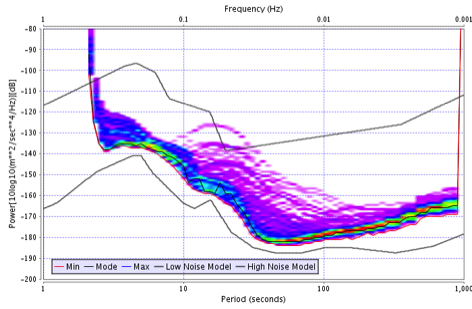 Frequency (Hz)
1 0.1 0.01 0.001
-80
-90
-100
-110
-120
-130
-140
-150
-160
-170
-180
-190
-200
Power[10log10(m**2/sec**4/Hz)][dB]
Min Mode Max Low Noise Model High Noise Model
1 10 100 1,000
Period (seconds)